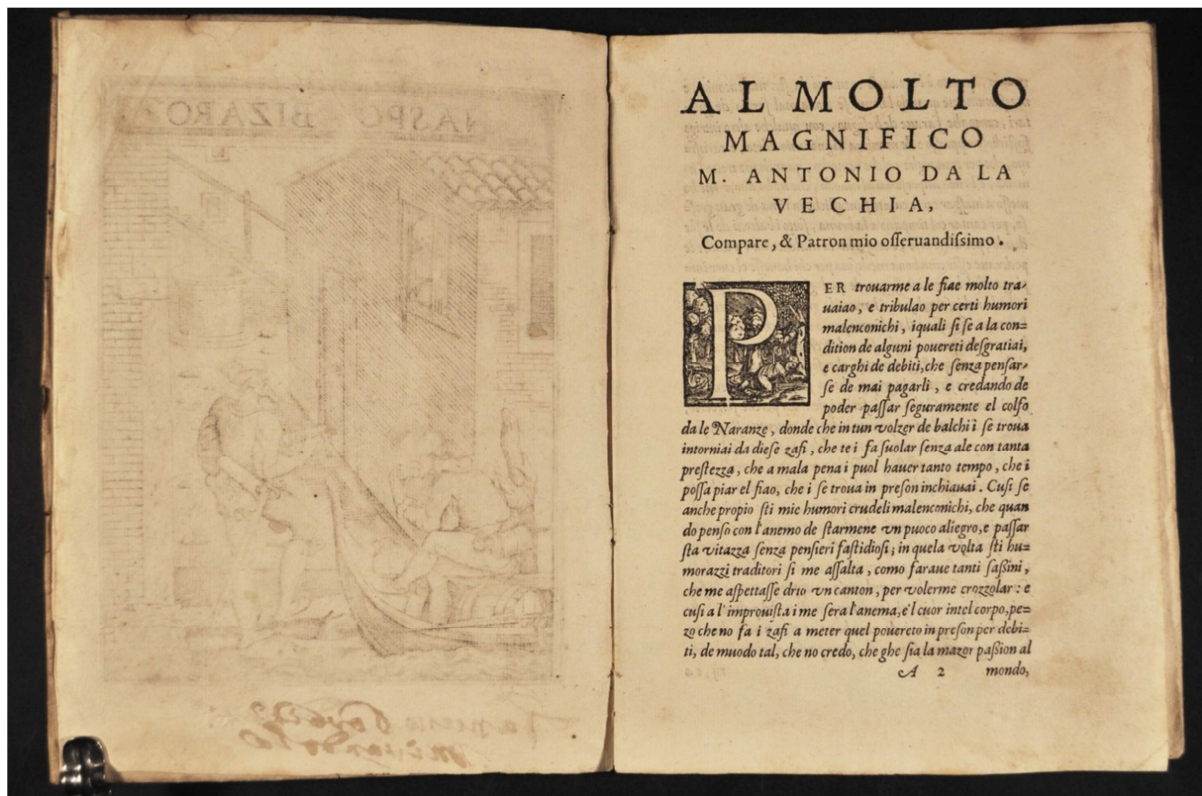 NASPO BIZARO
AL MOLTO
MAGNIFICO
M. ANTONIO DA LA
VECHIA,
Compare, & Patron mio osseruandissimo.
PER trouarme a le fiae molto tra-
uaiao, e tribulao per certi humori
malenconichi, iquali si se a la con=
dition de alguni pouereti desgratiai,
e carghi de debiti, che senza pensar-
se de mai pagarli, e credando de
poder passar seguramente el colfo
da le Naranze, donde che in tun volzer de balchi i se troua
intorniai da diese zafi, che te i fa suolar senza ale con tanta
prestezza, che a mala pena i puol hauer tanto tempo, che i
possa piar el fiao, che i se troua in preson inchiauai. Cusi se
anche propio sti mie humori crudeli malenconichi, che quan
do penso con l'anemo de starmene vn puoco aliegro, e passar
sta vitazza senza pensieri fastidiosi; in quela volta sti hu=
morazzi traditori si me assalta, como faraue tanti sassini,
che me aspettasse drio vn canton, per volerme crozzolar: e
cusi a l'improuista i me sera l'anema, e'l cuor intel corpo, pe=
zo che no fa i zafi a meter quel pouereto in preson per debi=
ti, de muodo tal, che no credo, che ghe sia la mazor passion al
A 2 mondo,